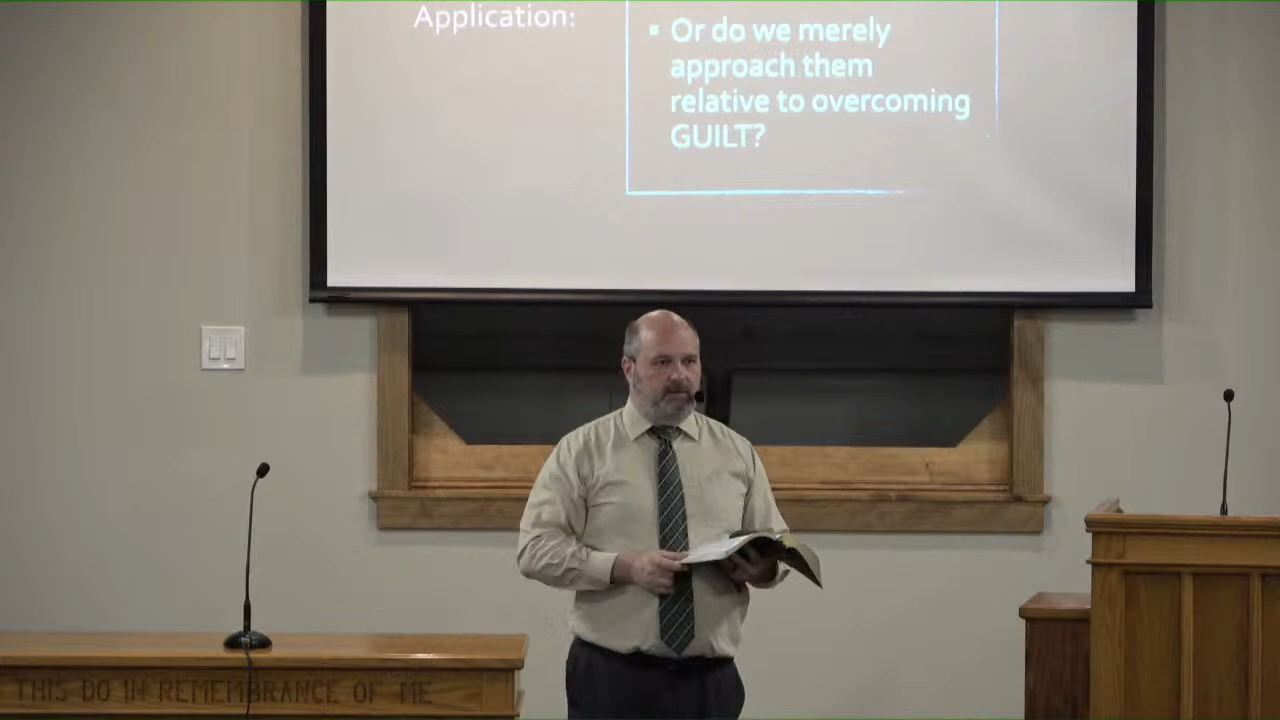 Application:
▪ Or do we merely
approach them
relative to overcoming
GUILT?
THIS DO IN REMEMBRANCE OF ME